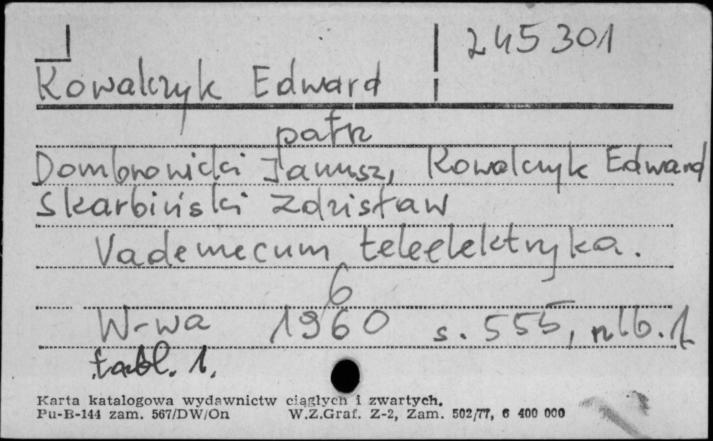 245301
Kowalczyk Edward
patrz
Dombrowicki Janusz, Kowalczyk Edward
Skarbiński Zdzisław
Vademecum teleelektryka.
6
W-wa 1960 s. 555, nlb. 1
tabl. 1.
Karta katalogowa wydawnictw ciągłych i zwartych.
Pu-B-144 zam. 567/DW/On W.Z.Graf. Z-2, Zam. 502/77, 6 400 000